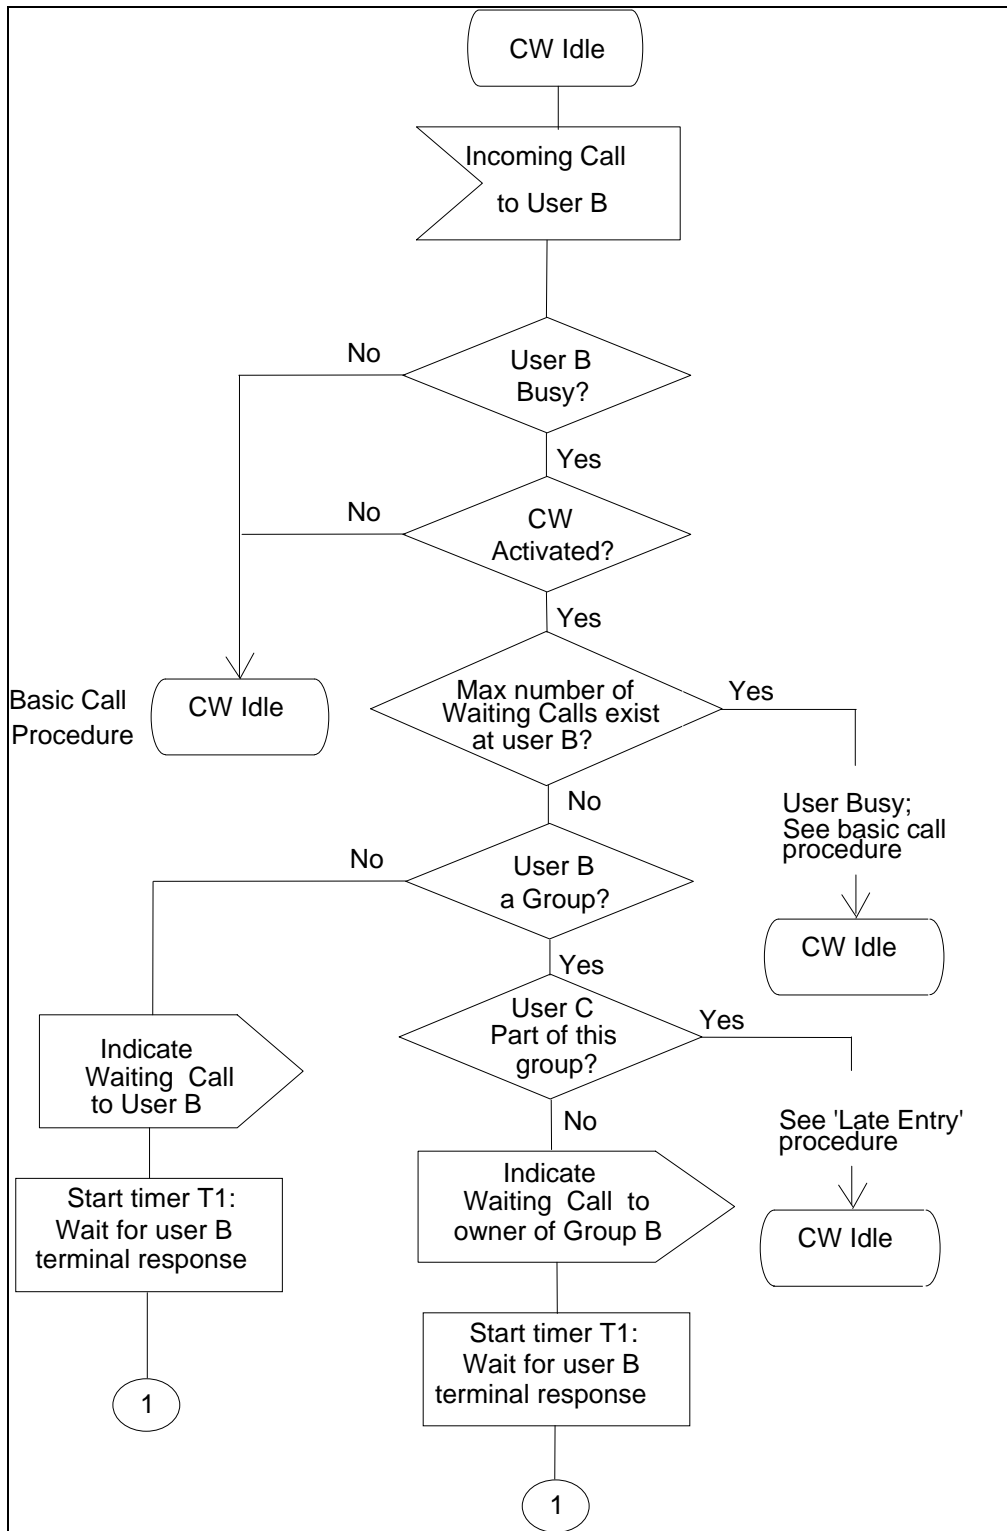 CW Idle
Incoming Call
to User B
No
User B
Busy?
Yes
No
CW
Activated?
Yes
Basic Call
Procedure
CW Idle
Max number of
Waiting Calls exist
at user B?
Yes
No
User Busy;
See basic call
procedure
CW Idle
No
User B
a Group?
Yes
User C
Part of this
group?
Yes
No
See 'Late Entry'
procedure
CW Idle
Indicate
Waiting Call
to User B
Start timer T1:
Wait for user B
terminal response
1
Indicate
Waiting Call to
owner of Group B
Start timer T1:
Wait for user B
terminal response
1